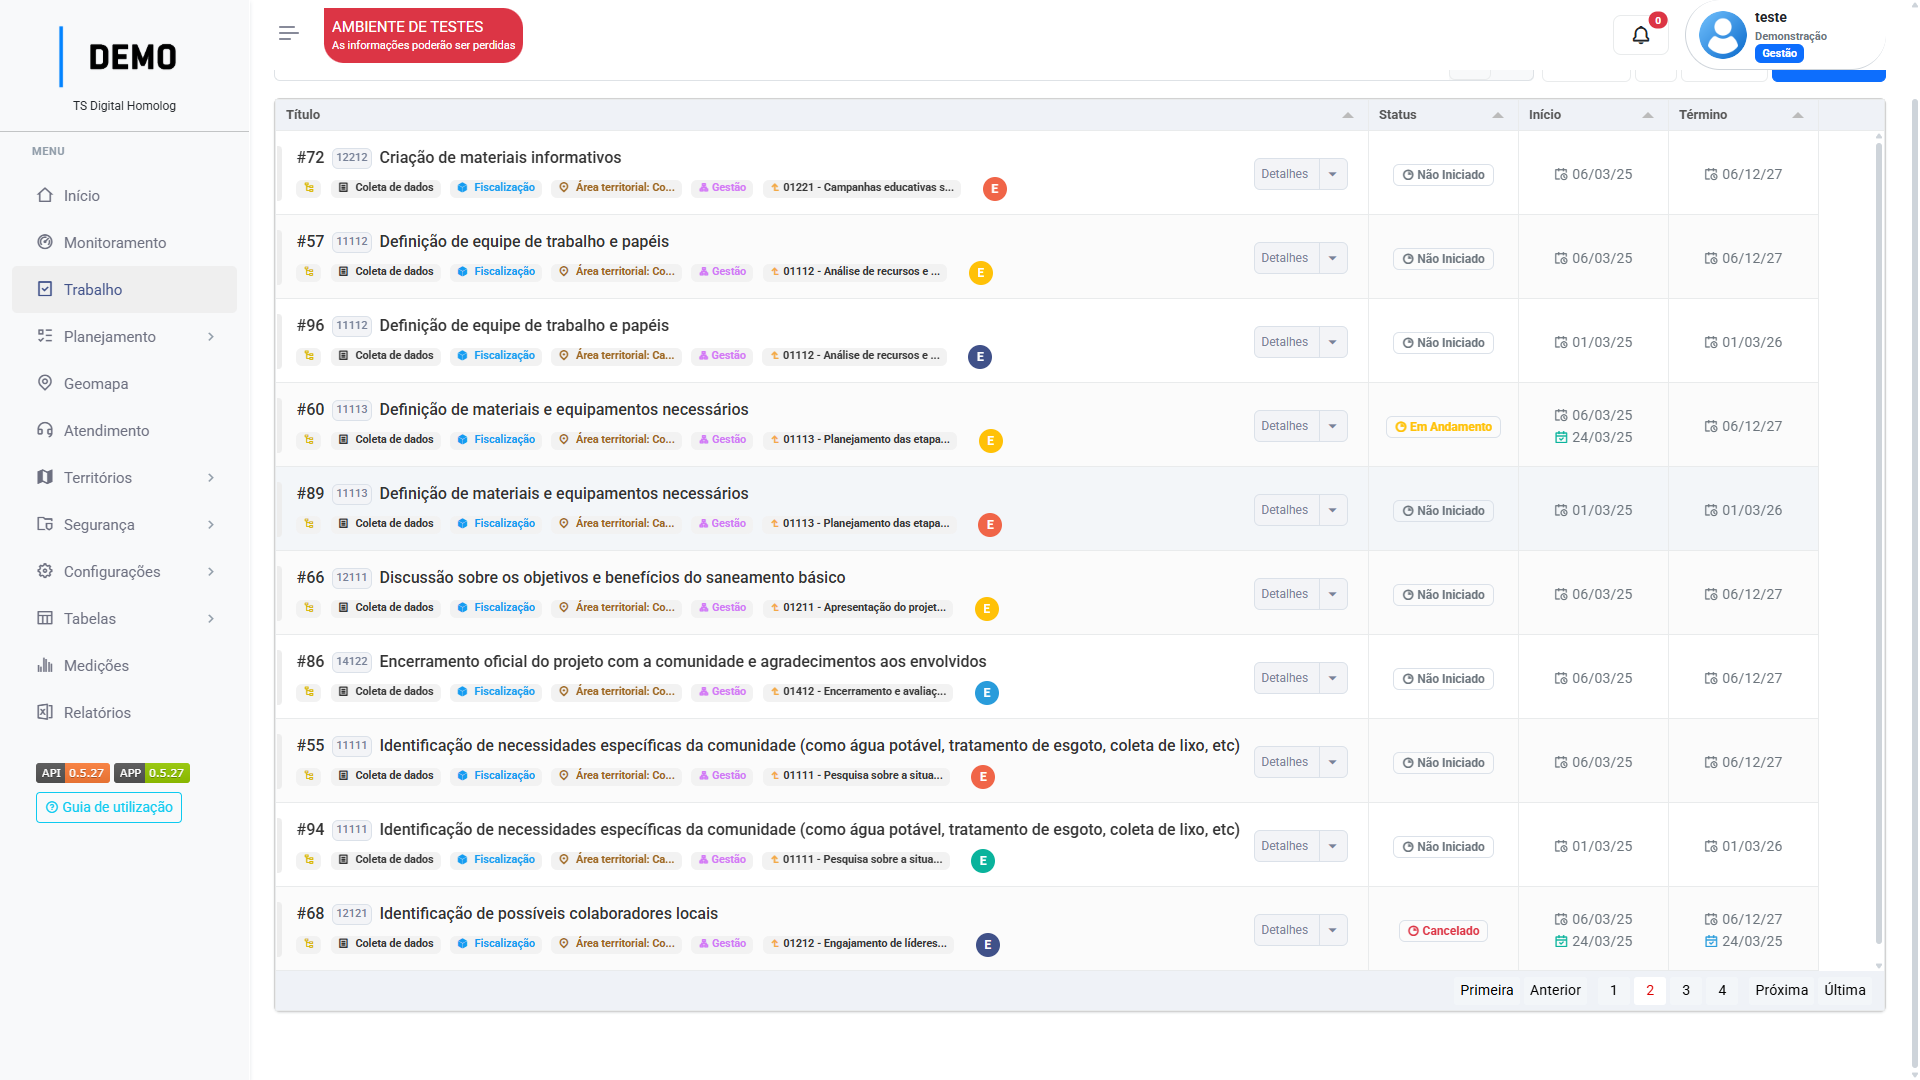 DEMO
TS Digital Homolog
MENU
Início
Monitoramento
Trabalho
Planejamento
Geomapa
Atendimento
Territórios
Segurança
Configurações
Tabelas
Medições
Relatórios
API 0.5.27 APP 0.5.27
Guia de utilização
AMBIENTE DE TESTES
As informações poderão ser perdidas
0
teste
Demonstração
Gestão
Título Status Início Término
#72 12212 Criação de materiais informativos
Coleta de dados Fiscalização Área territorial: Co... Gestão 01221 - Campanhas educativas s... E
Detalhes Não Iniciado 06/03/25 06/12/27
#57 11112 Definição de equipe de trabalho e papéis
Coleta de dados Fiscalização Área territorial: Co... Gestão 01112 - Análise de recursos e ... E
Detalhes Não Iniciado 06/03/25 06/12/27
#96 11112 Definição de equipe de trabalho e papéis
Coleta de dados Fiscalização Área territorial: Ca... Gestão 01112 - Análise de recursos e ... E
Detalhes Não Iniciado 01/03/25 01/03/26
#60 11113 Definição de materiais e equipamentos necessários
Coleta de dados Fiscalização Área territorial: Co... Gestão 01113 - Planejamento das etapa... E
Detalhes Em Andamento 06/03/25 06/12/27
24/03/25
#89 11113 Definição de materiais e equipamentos necessários
Coleta de dados Fiscalização Área territorial: Ca... Gestão 01113 - Planejamento das etapa... E
Detalhes Não Iniciado 01/03/25 01/03/26
#66 12111 Discussão sobre os objetivos e benefícios do saneamento básico
Coleta de dados Fiscalização Área territorial: Co... Gestão 01211 - Apresentação do projet... E
Detalhes Não Iniciado 06/03/25 06/12/27
#86 14122 Encerramento oficial do projeto com a comunidade e agradecimentos aos envolvidos
Coleta de dados Fiscalização Área territorial: Co... Gestão 01412 - Encerramento e avaliaç... E
Detalhes Não Iniciado 06/03/25 06/12/27
#55 11111 Identificação de necessidades específicas da comunidade (como água potável, tratamento de esgoto, coleta de lixo, etc)
Coleta de dados Fiscalização Área territorial: Co... Gestão 01111 - Pesquisa sobre a situa... E
Detalhes Não Iniciado 06/03/25 06/12/27
#94 11111 Identificação de necessidades específicas da comunidade (como água potável, tratamento de esgoto, coleta de lixo, etc)
Coleta de dados Fiscalização Área territorial: Ca... Gestão 01111 - Pesquisa sobre a situa... E
Detalhes Não Iniciado 01/03/25 01/03/26
#68 12121 Identificação de possíveis colaboradores locais
Coleta de dados Fiscalização Área territorial: Co... Gestão 01212 - Engajamento de líderes... E
Detalhes Cancelado 06/03/25 06/12/27
24/03/25 24/03/25
Primeira Anterior 1 2 3 4 Próxima Última